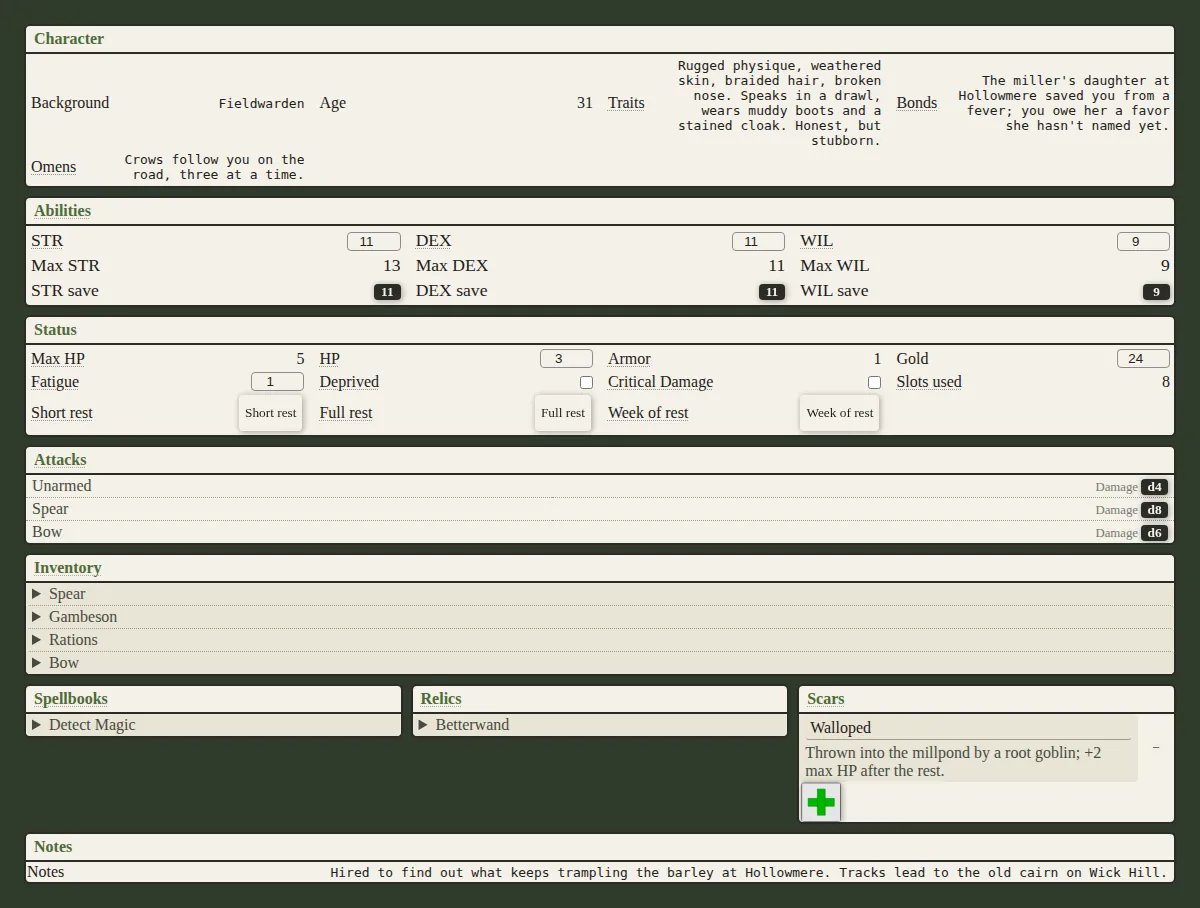 Character
Background Fieldwarden Age 31 Traits Rugged physique, weathered
skin, braided hair, broken
nose. Speaks in a drawl,
wears muddy boots and a
stained cloak. Honest, but
stubborn.
Bonds The miller's daughter at
Hollowmere saved you from a
fever; you owe her a favor
she hasn't named yet.
Omens Crows follow you on the
road, three at a time.
Abilities
STR 11 DEX 11 WIL 9
Max STR 13 Max DEX 11 Max WIL 9
STR save 11 DEX save 11 WIL save 9
Status
Max HP 5 HP 3 Armor 1 Gold 24
Fatigue 1 Deprived Critical Damage Slots used 8
Short rest Short rest Full rest Full rest Week of rest Week of rest
Attacks
Unarmed Damage d4
Spear Damage d8
Bow Damage d6
Inventory
Spear
Gambeson
Rations
Bow
Spellbooks
Detect Magic
Relics
Betterwand
Scars
Walloped
Thrown into the millpond by a root goblin; +2
max HP after the rest.
Notes
Notes Hired to find out what keeps trampling the barley at Hollowmere. Tracks lead to the old cairn on Wick Hill.